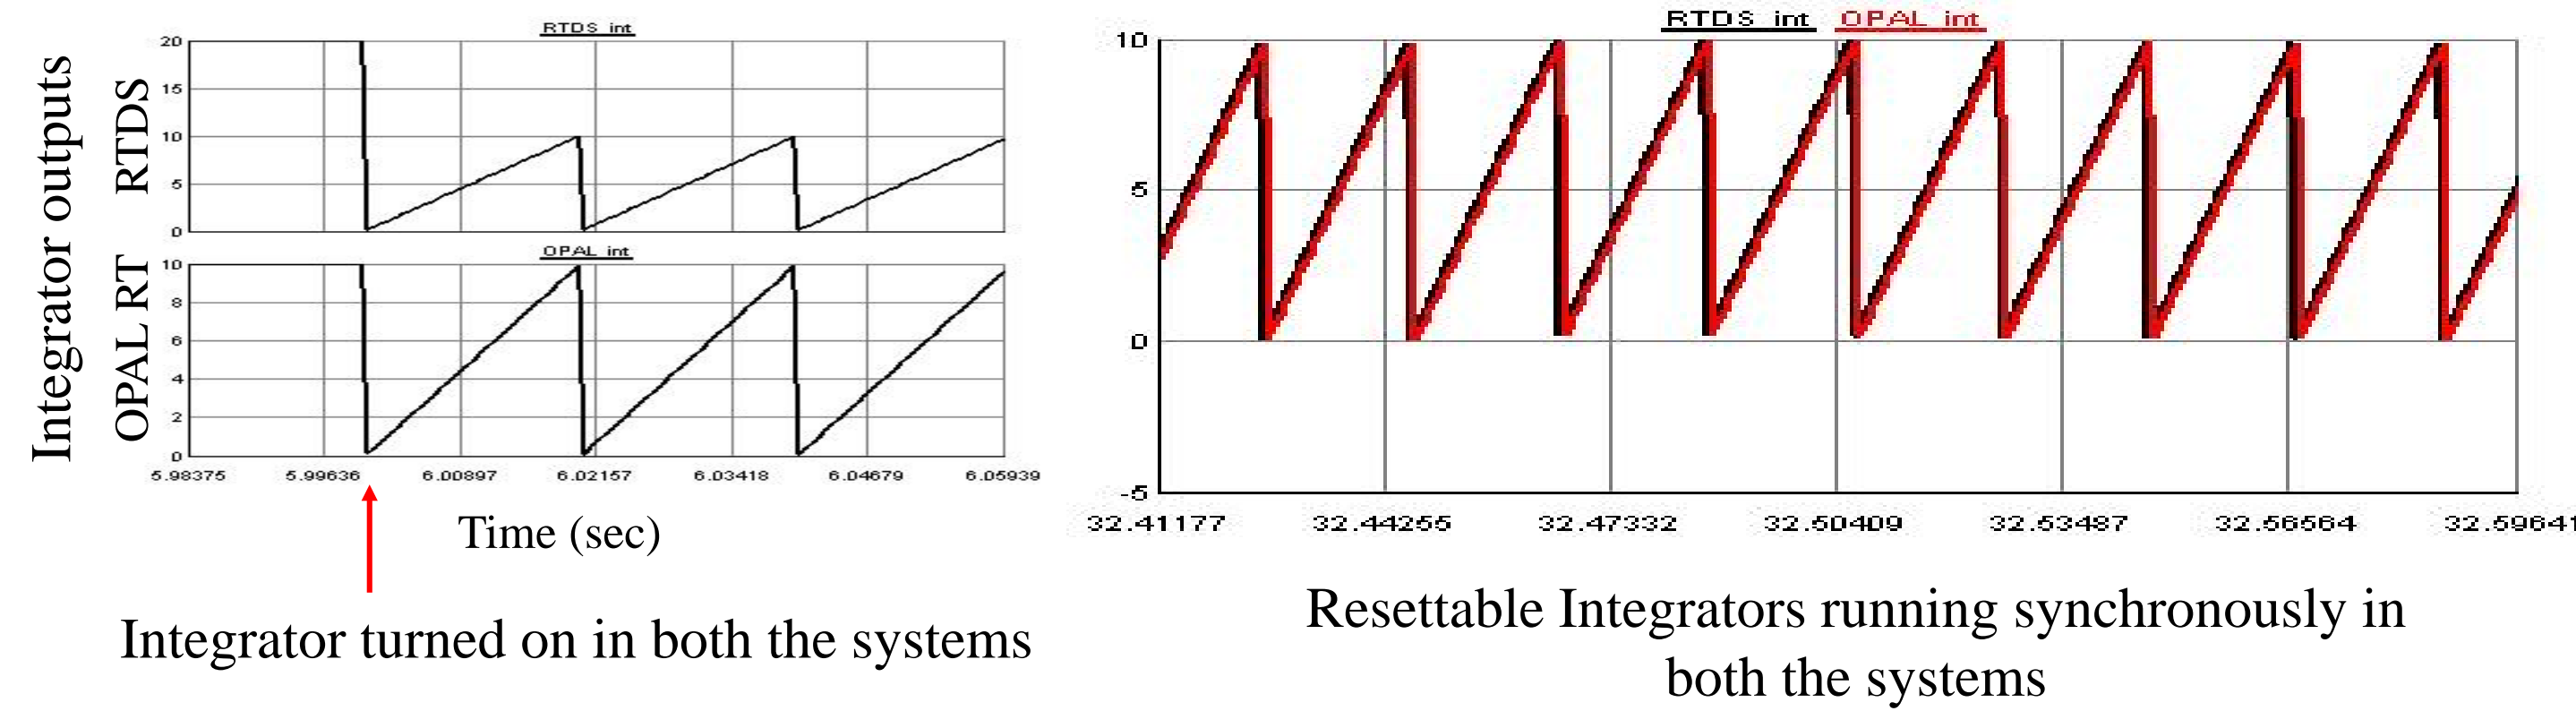 Integrator outputs
RTDS
OPAL RT
RTDS int
20
15
10
5
0
OPAL int
10
8
6
4
2
0
5.98375 5.99636 6.00897 6.02157 6.03418 6.04679 6.05939
Time (sec)
Integrator turned on in both the systems
RTDS int OPAL int
10
5
0
-5
32.41177 32.44255 32.47332 32.50409 32.53487 32.56564 32.59641
Resettable Integrators running synchronously in
both the systems